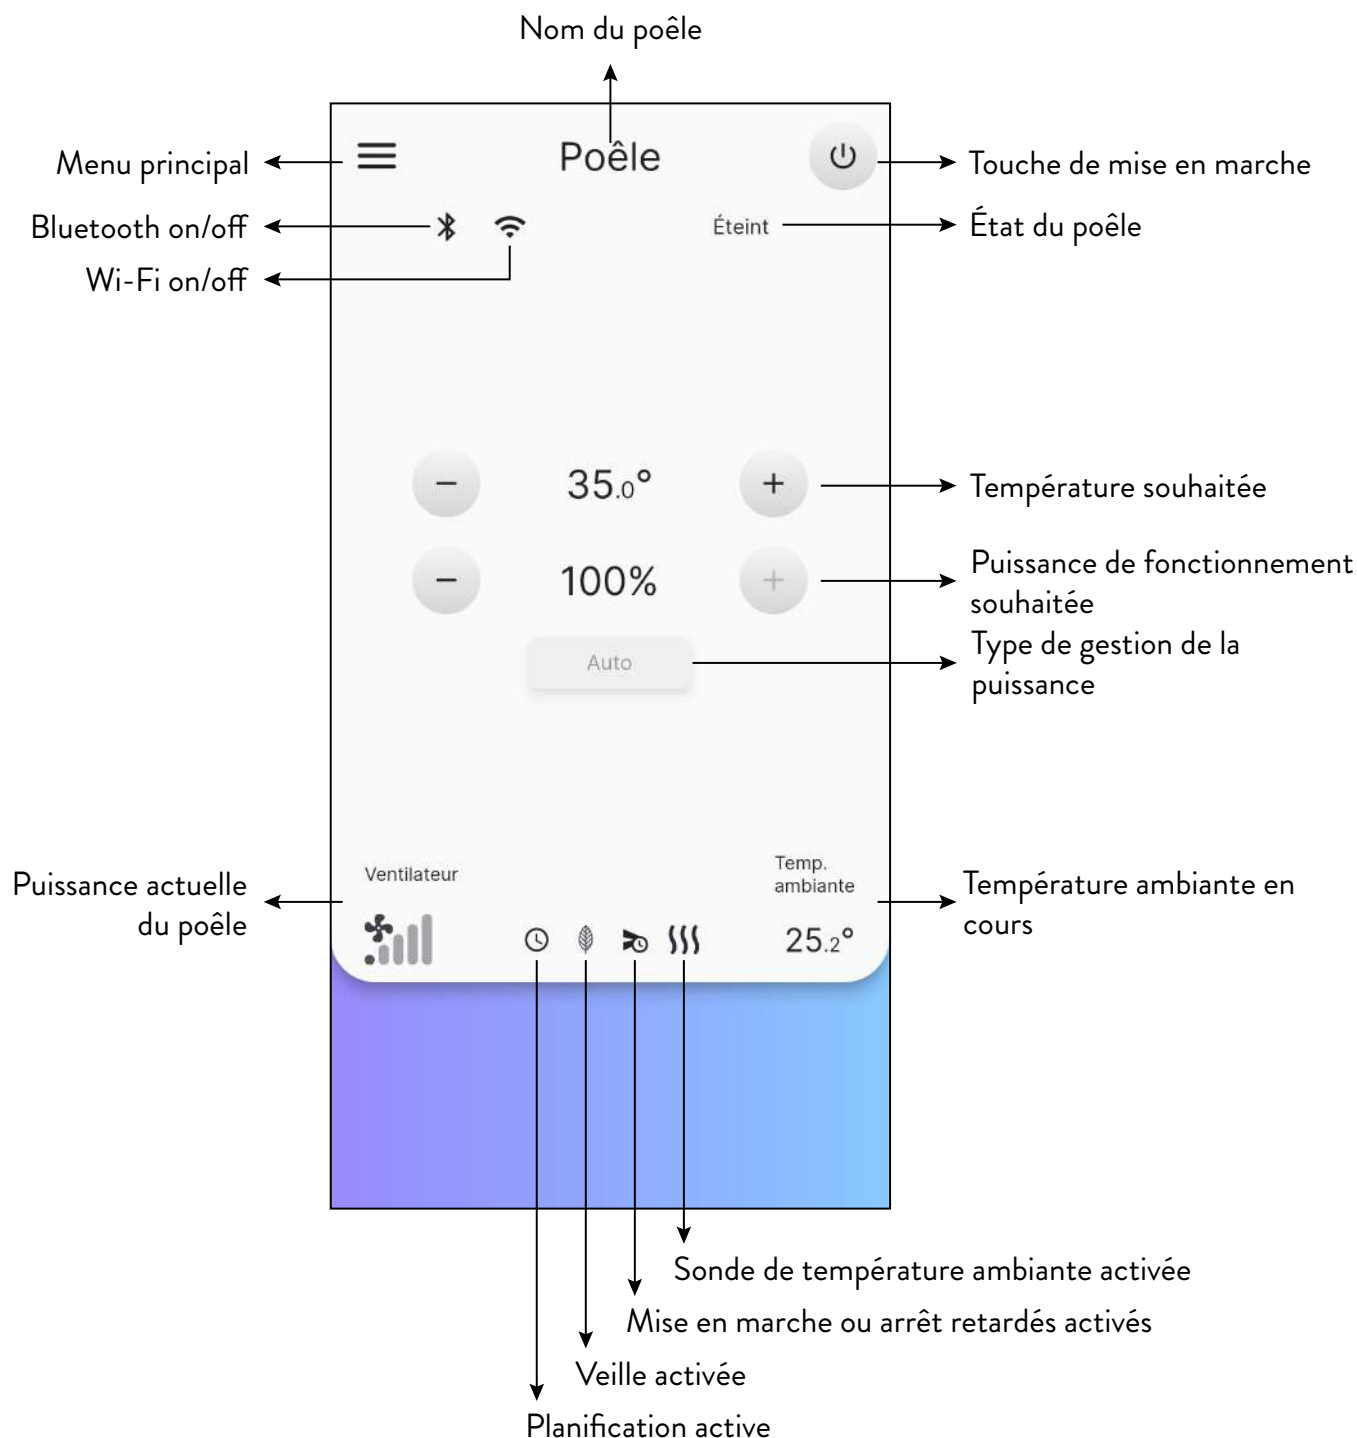 Nom du poêle
Menu principal
Poêle
Touche de mise en marche
Bluetooth on/off
Éteint
État du poêle
Wi-Fi on/off
35.0°
Température souhaitée
100%
Puissance de fonctionnement
souhaitée
Auto
Type de gestion de la
puissance
Puissance actuelle
du poêle
Ventilateur
Temp.
ambiante
25.2°
Température ambiante en
cours
Sonde de température ambiante activée
Mise en marche ou arrêt retardés activés
Veille activée
Planification active